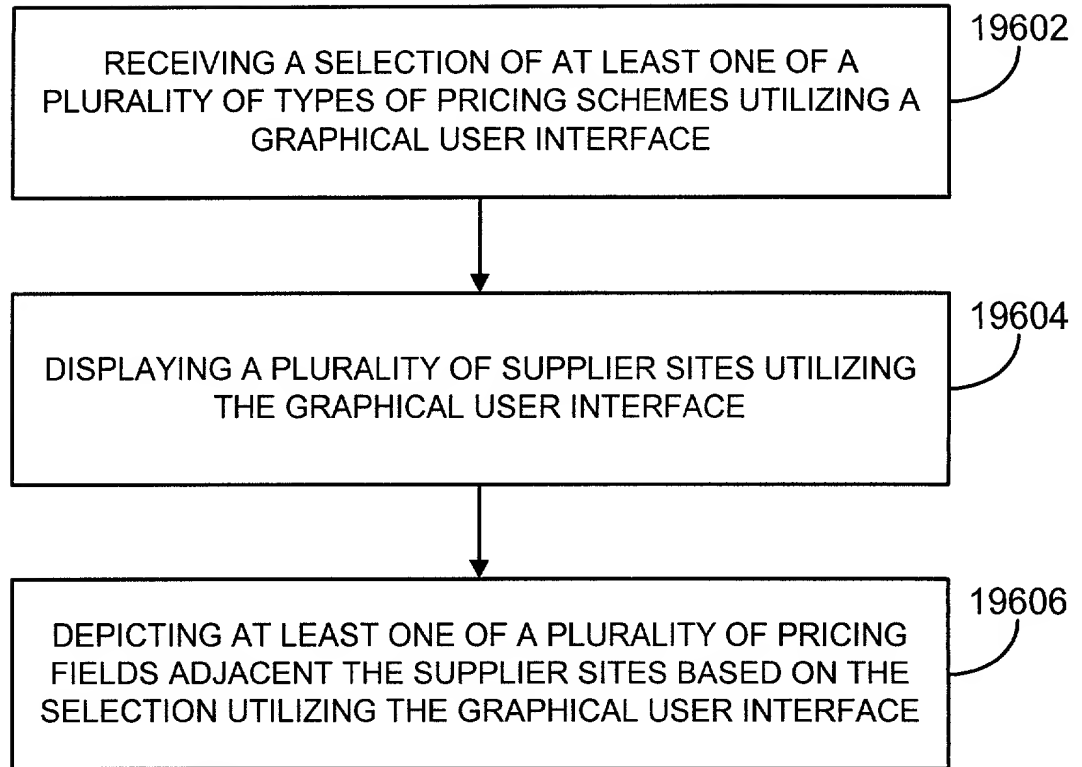 19602
RECEIVING A SELECTION OF AT LEAST ONE OF A
PLURALITY OF TYPES OF PRICING SCHEMES UTILIZING A
GRAPHICAL USER INTERFACE
19604
DISPLAYING A PLURALITY OF SUPPLIER SITES UTILIZING
THE GRAPHICAL USER INTERFACE
19606
DEPICTING AT LEAST ONE OF A PLURALITY OF PRICING
FIELDS ADJACENT THE SUPPLIER SITES BASED ON THE
SELECTION UTILIZING THE GRAPHICAL USER INTERFACE